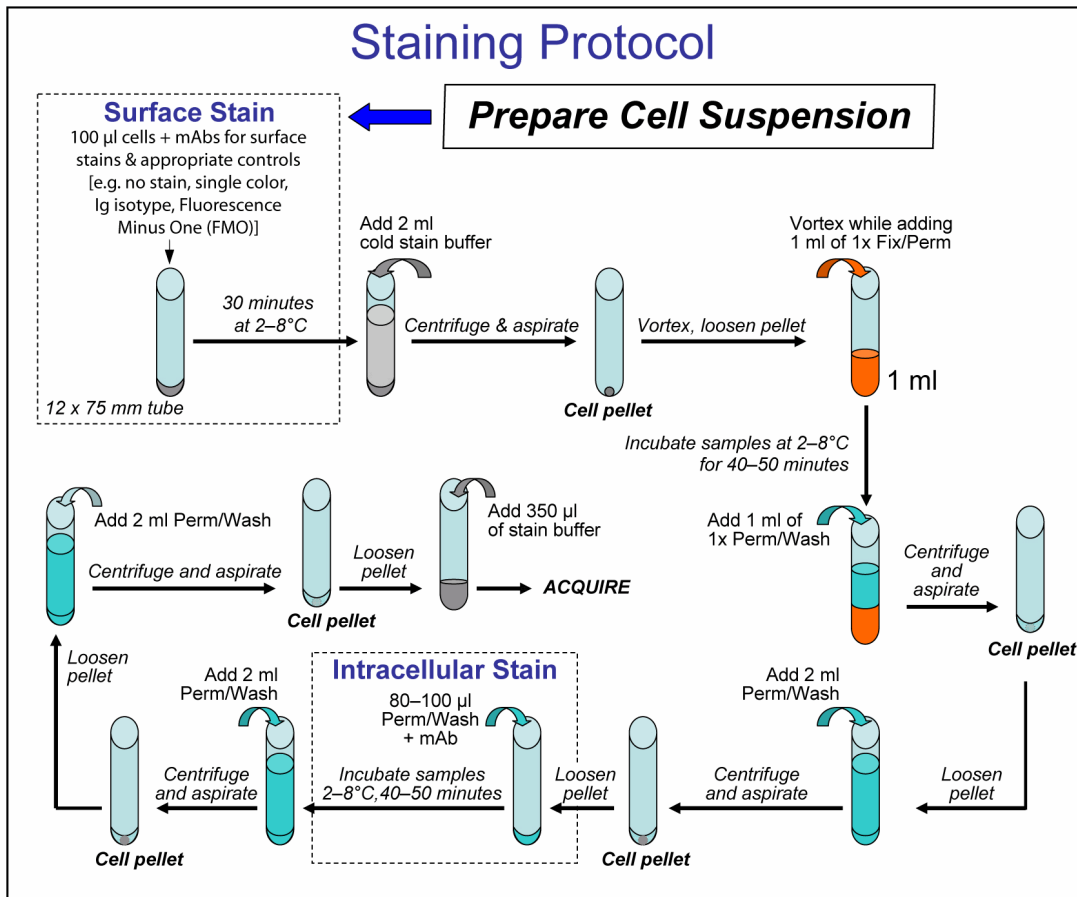 Staining Protocol
Prepare Cell Suspension
Surface Stain
100 µl cells + mAbs for surface
stains & appropriate controls
[e.g. no stain, single color,
Ig isotype, Fluorescence
Minus One (FMO)]
12 x 75 mm tube
30 minutes
at 2–8°C
Add 2 ml
cold stain buffer
Centrifuge & aspirate
Cell pellet
Vortex, loosen pellet
Vortex while adding
1 ml of 1x Fix/Perm
1 ml
Incubate samples at 2–8°C
for 40–50 minutes
Add 1 ml of
1x Perm/Wash
Centrifuge
and
aspirate
Cell pellet
Loosen
pellet
Add 2 ml
Perm/Wash
Centrifuge
and aspirate
Cell pellet
Loosen
pellet
Intracellular Stain
80–100 µl
Perm/Wash
+ mAb
Incubate samples
2–8°C,40–50 minutes
Add 2 ml
Perm/Wash
Centrifuge
and aspirate
Cell pellet
Loosen
pellet
Add 2 ml Perm/Wash
Centrifuge and aspirate
Cell pellet
Loosen
pellet
Add 350 µl
of stain buffer
ACQUIRE